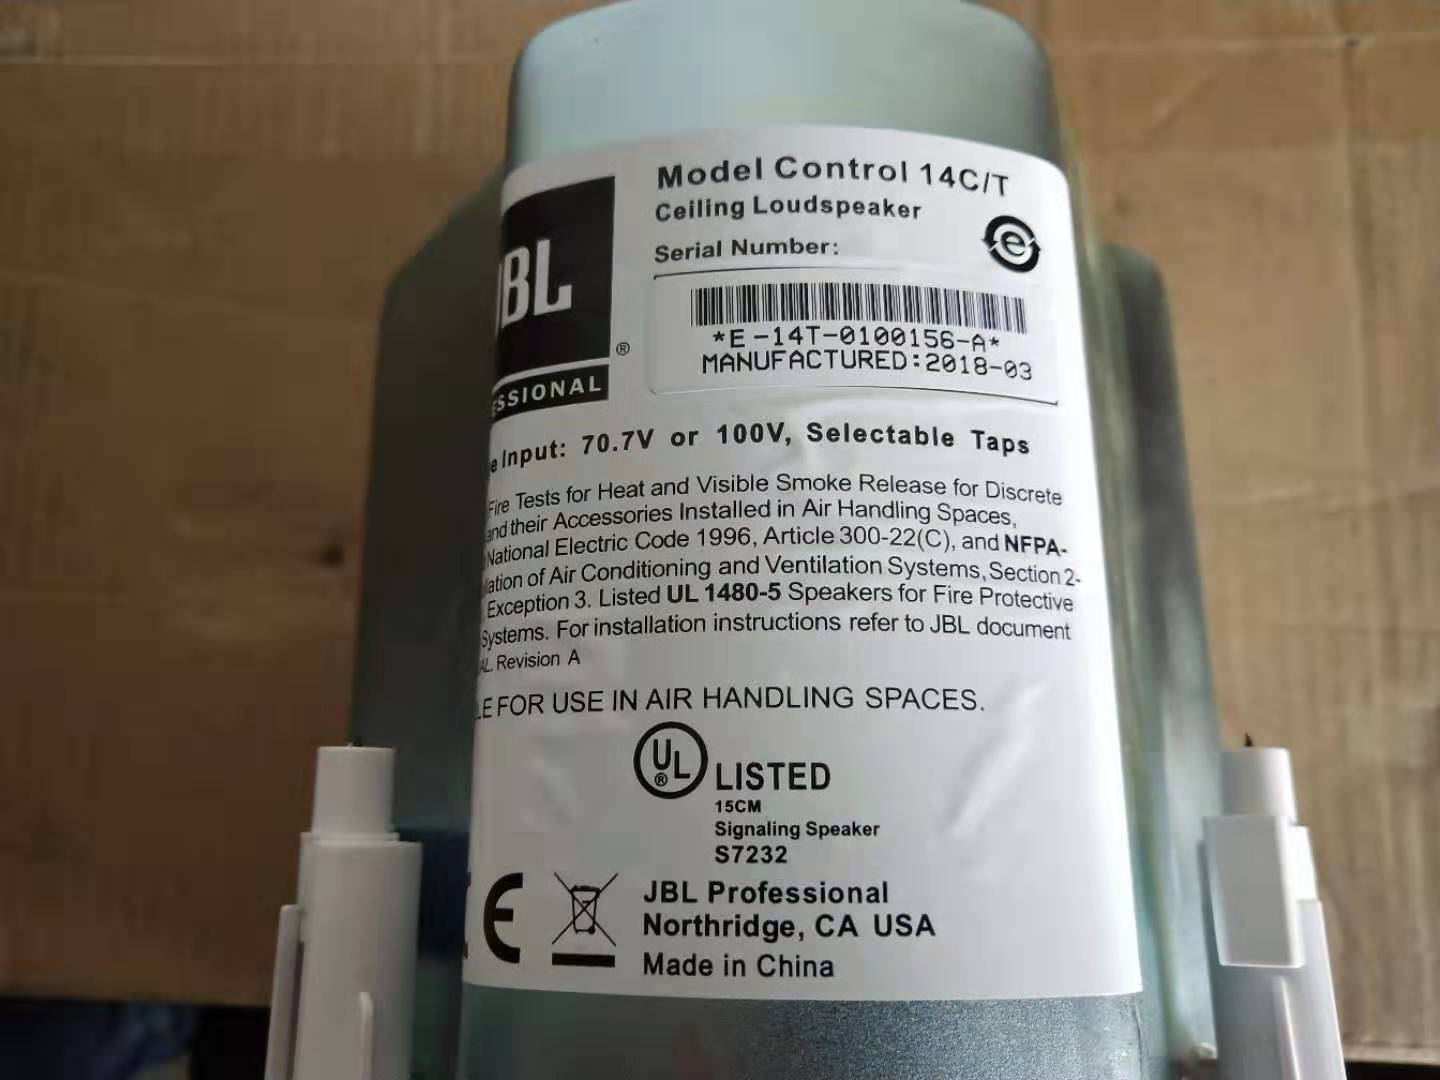 Model Control 14C/T
Ceiling Loudspeaker
Serial Number:
JBL
®
*E-14T-0100156-A*
MANUFACTURED:2018-03
ESSIONAL
e Input: 70.7V or 100V, Selectable Taps
Fire Tests for Heat and Visible Smoke Release for Discrete
and their Accessories Installed in Air Handling Spaces,
National Electric Code 1996, Article 300-22(C), and NFPA-
lation of Air Conditioning and Ventilation Systems, Section 2-
Exception 3. Listed UL 1480-5 Speakers for Fire Protective
Systems. For installation instructions refer to JBL document
AL. Revision A
LE FOR USE IN AIR HANDLING SPACES.
UL® LISTED
15CM
Signaling Speaker
S7232
CE
JBL Professional
Northridge, CA USA
Made in China